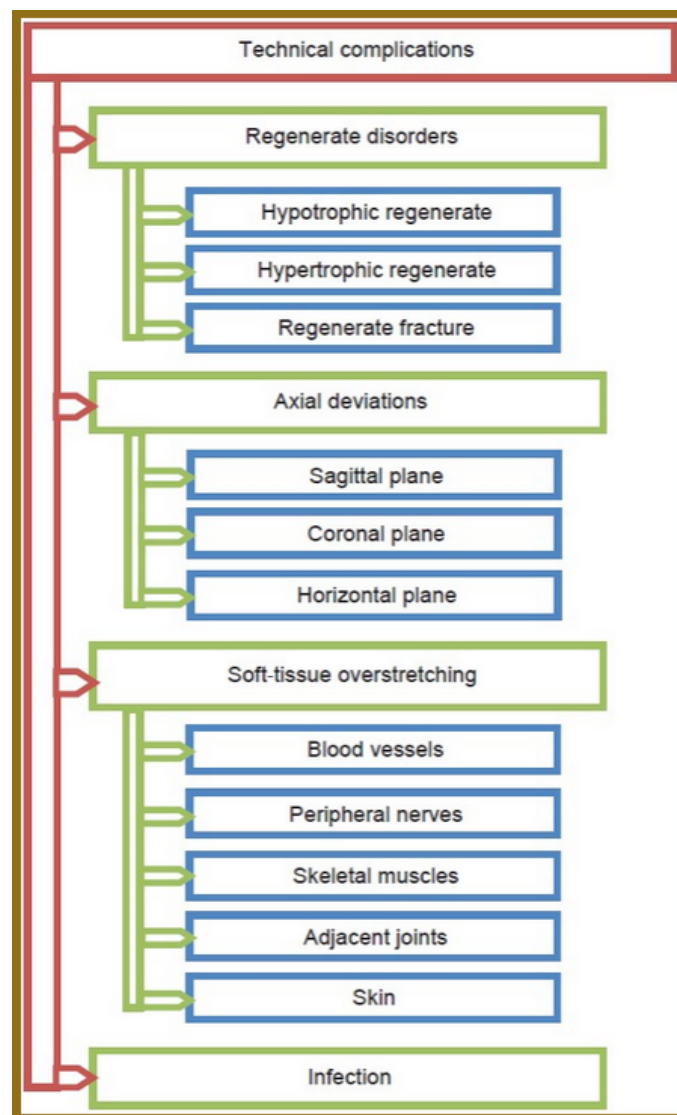 Technical complications
Regenerate disorders
Hypotrophic regenerate
Hypertrophic regenerate
Regenerate fracture
Axial deviations
Sagittal plane
Coronal plane
Horizontal plane
Soft-tissue overstretching
Blood vessels
Peripheral nerves
Skeletal muscles
Adjacent joints
Skin
Infection